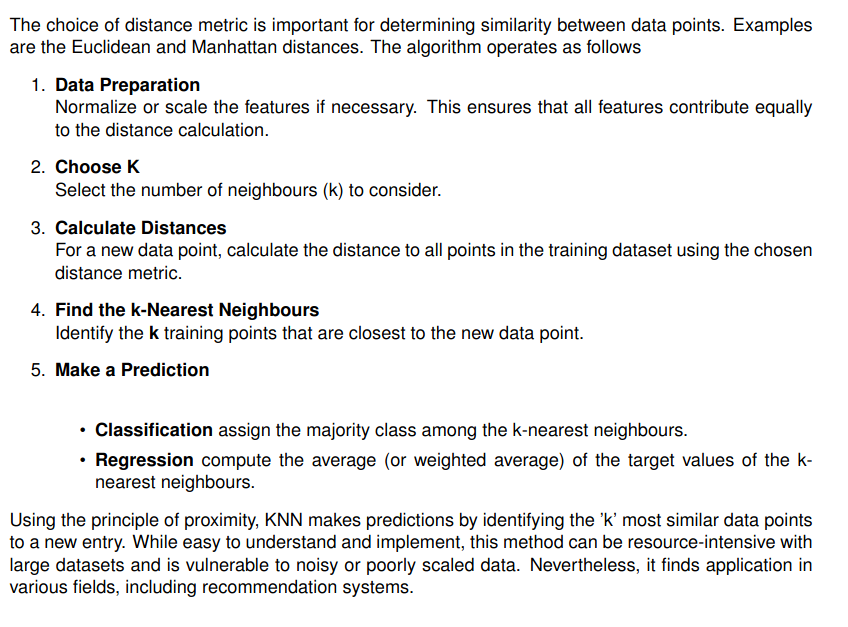 The choice of distance metric is important for determining similarity between data points. Examples
are the Euclidean and Manhattan distances. The algorithm operates as follows
1. Data Preparation
Normalize or scale the features if necessary. This ensures that all features contribute equally
to the distance calculation.
2. Choose K
Select the number of neighbours (k) to consider.
3. Calculate Distances
For a new data point, calculate the distance to all points in the training dataset using the chosen
distance metric.
4. Find the k-Nearest Neighbours
Identify the k training points that are closest to the new data point.
5. Make a Prediction
• Classification assign the majority class among the k-nearest neighbours.
• Regression compute the average (or weighted average) of the target values of the k-
nearest neighbours.
Using the principle of proximity, KNN makes predictions by identifying the ’k’ most similar data points
to a new entry. While easy to understand and implement, this method can be resource-intensive with
large datasets and is vulnerable to noisy or poorly scaled data. Nevertheless, it finds application in
various fields, including recommendation systems.